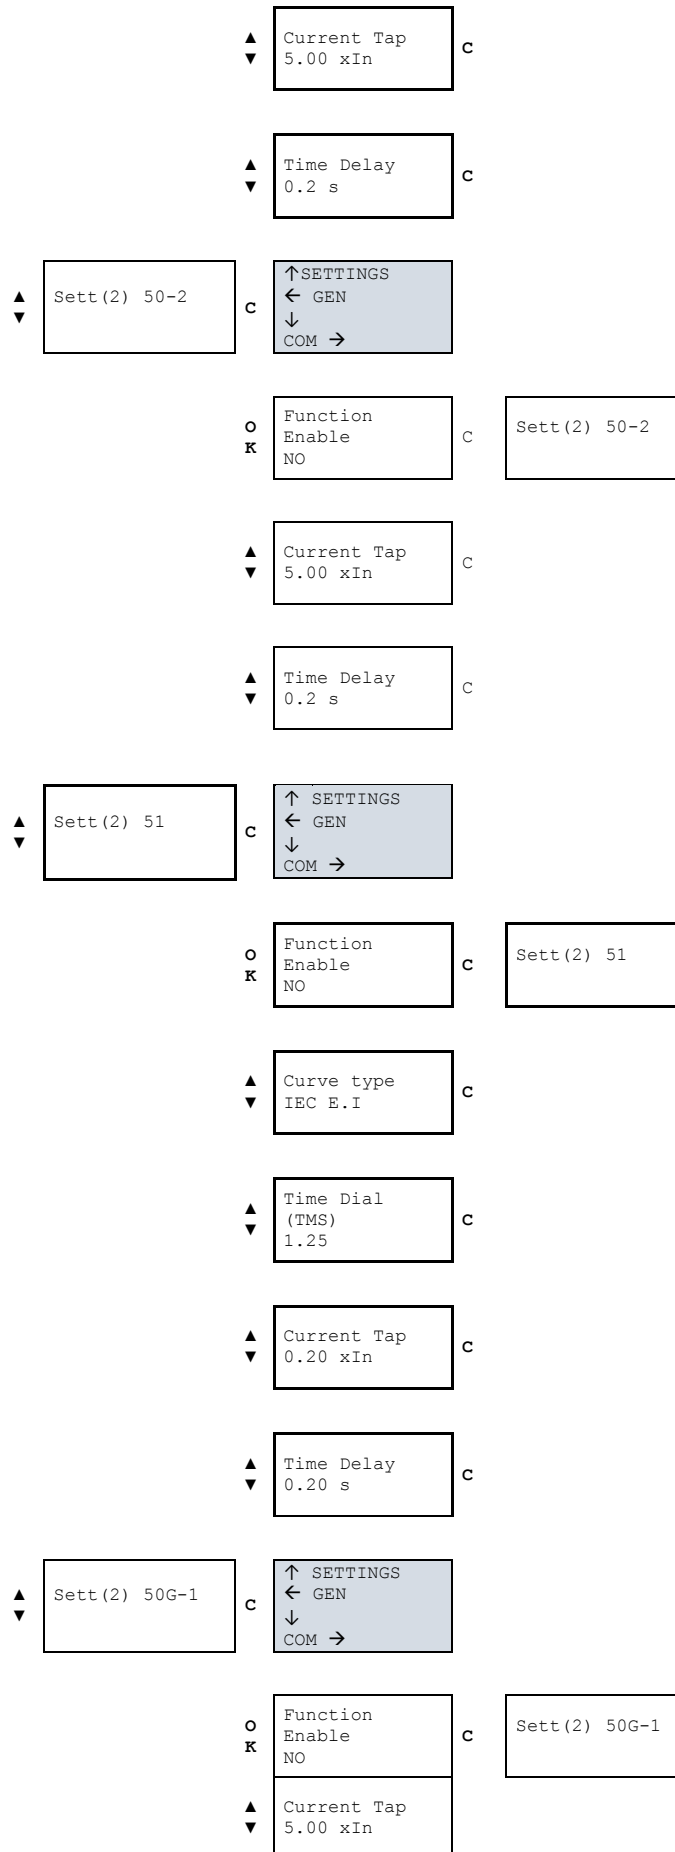 ▲ Current Tap C
▼ 5.00 xIn
▲ Time Delay C
▼ 0.2 s
↑SETTINGS
▲ Sett(2) 50-2 C ← GEN
▼ ↓
COM →
O Function C Sett(2) 50-2
K Enable
NO
▲ Current Tap C
▼ 5.00 xIn
▲ Time Delay C
▼ 0.2 s
↑ SETTINGS
▲ Sett(2) 51 C ← GEN
▼ ↓
COM →
O Function C Sett(2) 51
K Enable
NO
▲ Curve type C
▼ IEC E.I
▲ Time Dial C
▼ (TMS)
1.25
▲ Current Tap C
▼ 0.20 xIn
▲ Time Delay C
▼ 0.20 s
↑ SETTINGS
▲ Sett(2) 50G-1 C ← GEN
▼ ↓
COM →
O Function C Sett(2) 50G-1
K Enable
NO
▲ Current Tap
▼ 5.00 xIn